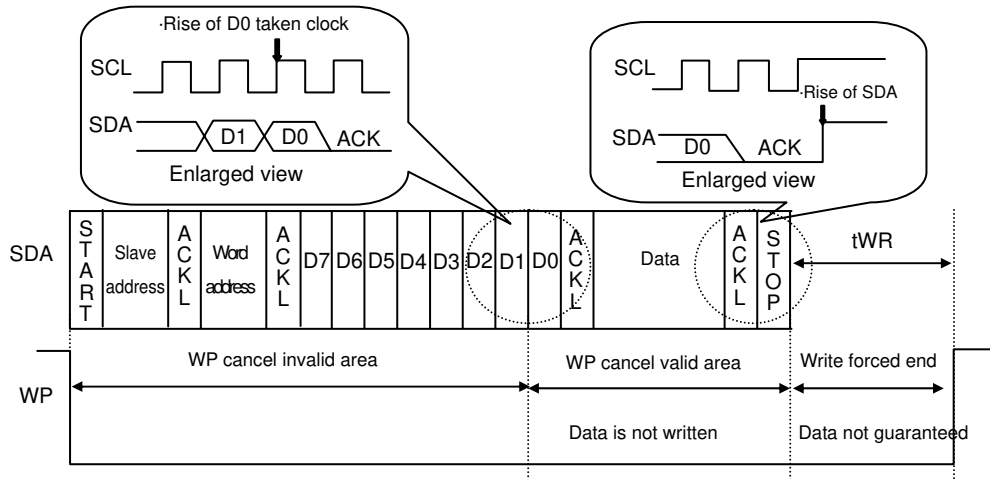 ·Rise of D0 taken clock
SCL
SDA
D1
D0
ACK
Enlarged view
SCL
·Rise of SDA
SDA
D0
ACK
Enlarged view
SDA
START
Slave address
ACKL
Word address
ACKL
D7
D6
D5
D4
D3
D2
D1
D0
ACKL
Data
ACKL
STOP
tWR
WP
WP cancel invalid area
WP cancel valid area
Write forced end
Data is not written
Data not guaranteed